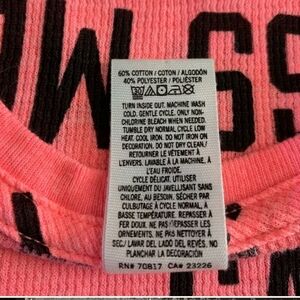 60% COTTON / COTON / ALGODÓN
40% POLYESTER / POLIÉSTER
TURN INSIDE OUT. MACHINE WASH
COLD. GENTLE CYCLE. ONLY NON-
CHLORINE BLEACH WHEN NEEDED.
TUMBLE DRY NORMAL CYCLE LOW
HEAT. COOL IRON. DO NOT IRON ON
DECORATION. DO NOT DRY CLEAN./
RETOURNER LE VÊTEMENT À
L'ENVERS. LAVABLE À LA MACHINE, À
L'EAU FROIDE.
CYCLE DÉLICAT. UTILISER
UNIQUEMENT DU JAVELLISANT SANS
CHLORE, AU BESOIN. SÉCHER PAR
CULBUTAGE À CYCLE NORMAL, À
BASSE TEMPÉRATURE. REPASSER À
FER DOUX. NE PAS REPASSER SUR LES
ORNEMENTS. NE PAS NETTOYER À
SEC./ LAVAR DEL LADO DEL REVÉS. NO
PLANCHAR LA DECORACIÓN
RN# 70817 CA# 23226